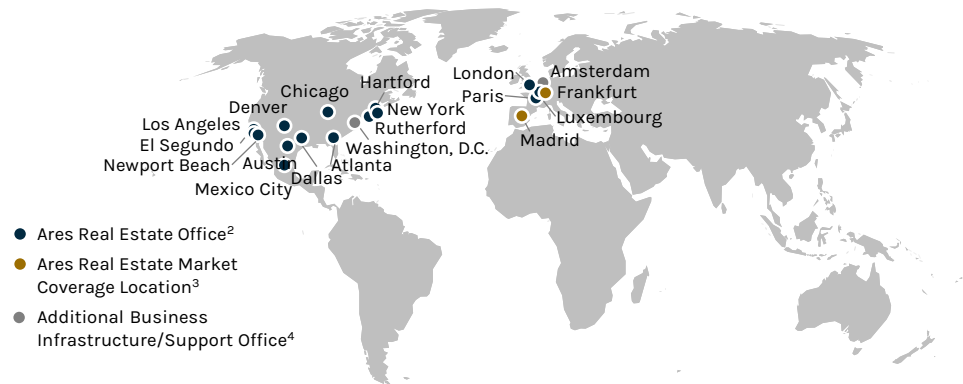 London
Amsterdam
Hartford
Chicago
Paris
Frankfurt
Denver
New York
Luxembourg
Los Angeles
Rutherford
Madrid
El Segundo
Washington, D.C.
Newport Beach
Austin
Atlanta
Dallas
Mexico City
Ares Real Estate Office²
Ares Real Estate Market
Coverage Location³
Additional Business
Infrastructure/Support Office⁴